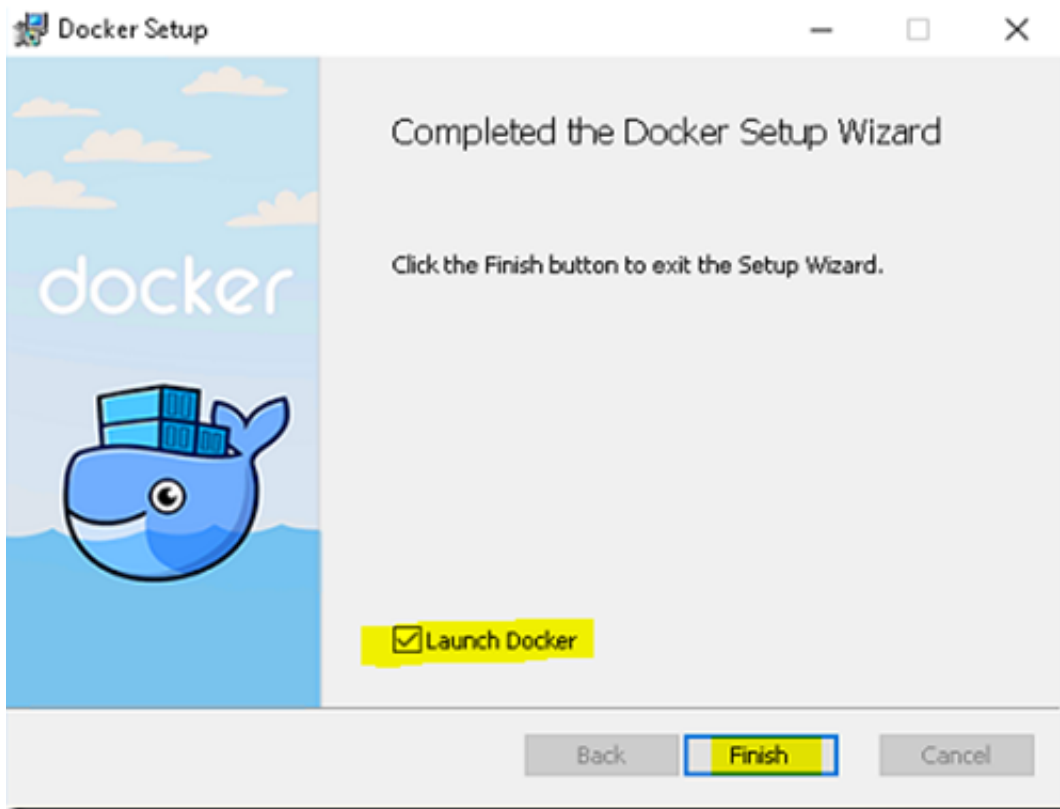 Docker Setup
Completed the Docker Setup Wizard
Click the Finish button to exit the Setup Wizard.
docker
Launch Docker
Back
Finish
Cancel